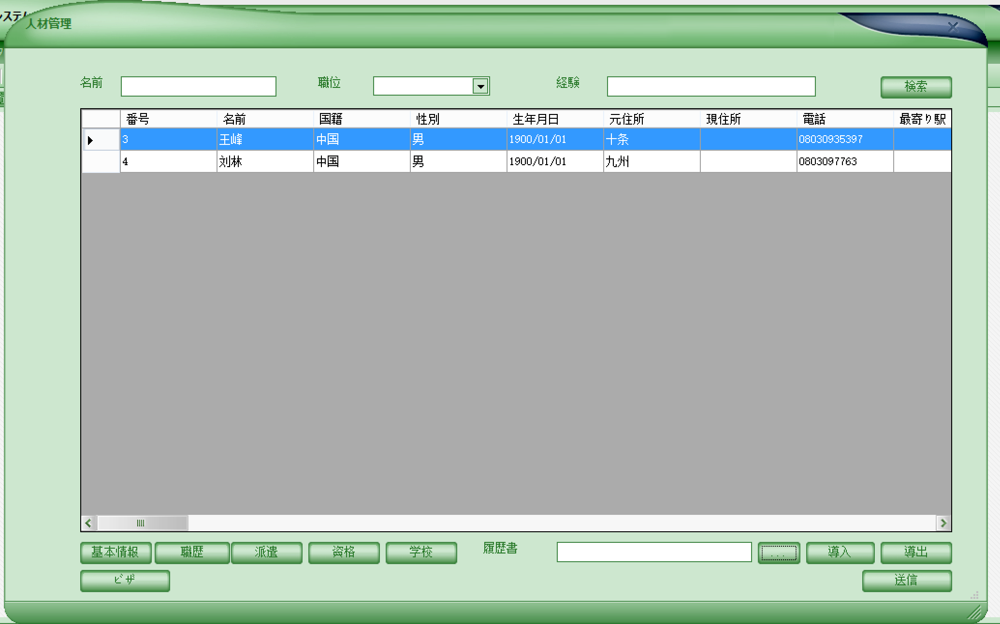 システム
人材管理
名前 職位 経験 検索
番号 名前 国籍 性別 生年月日 元住所 現住所 電話 最寄り駅
3 王峰 中国 男 1900/01/01 十条 08030935397
4 刘林 中国 男 1900/01/01 九州 0803097763
基本情報 職歴 派遣 資格 学校 履歴書 ... 導入 導出
ビザ 送信